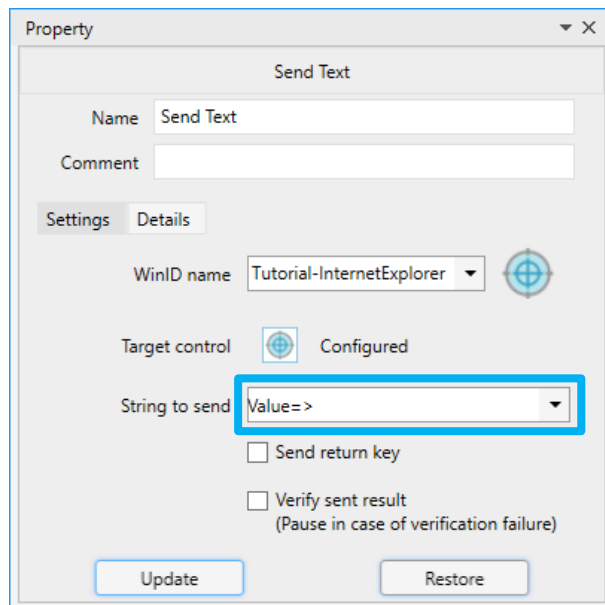 Property
Send Text
Name Send Text
Comment
Settings Details
WinID name Tutorial-InternetExplorer
Target control Configured
String to send Value=>
Send return key
Verify sent result
(Pause in case of verification failure)
Update Restore